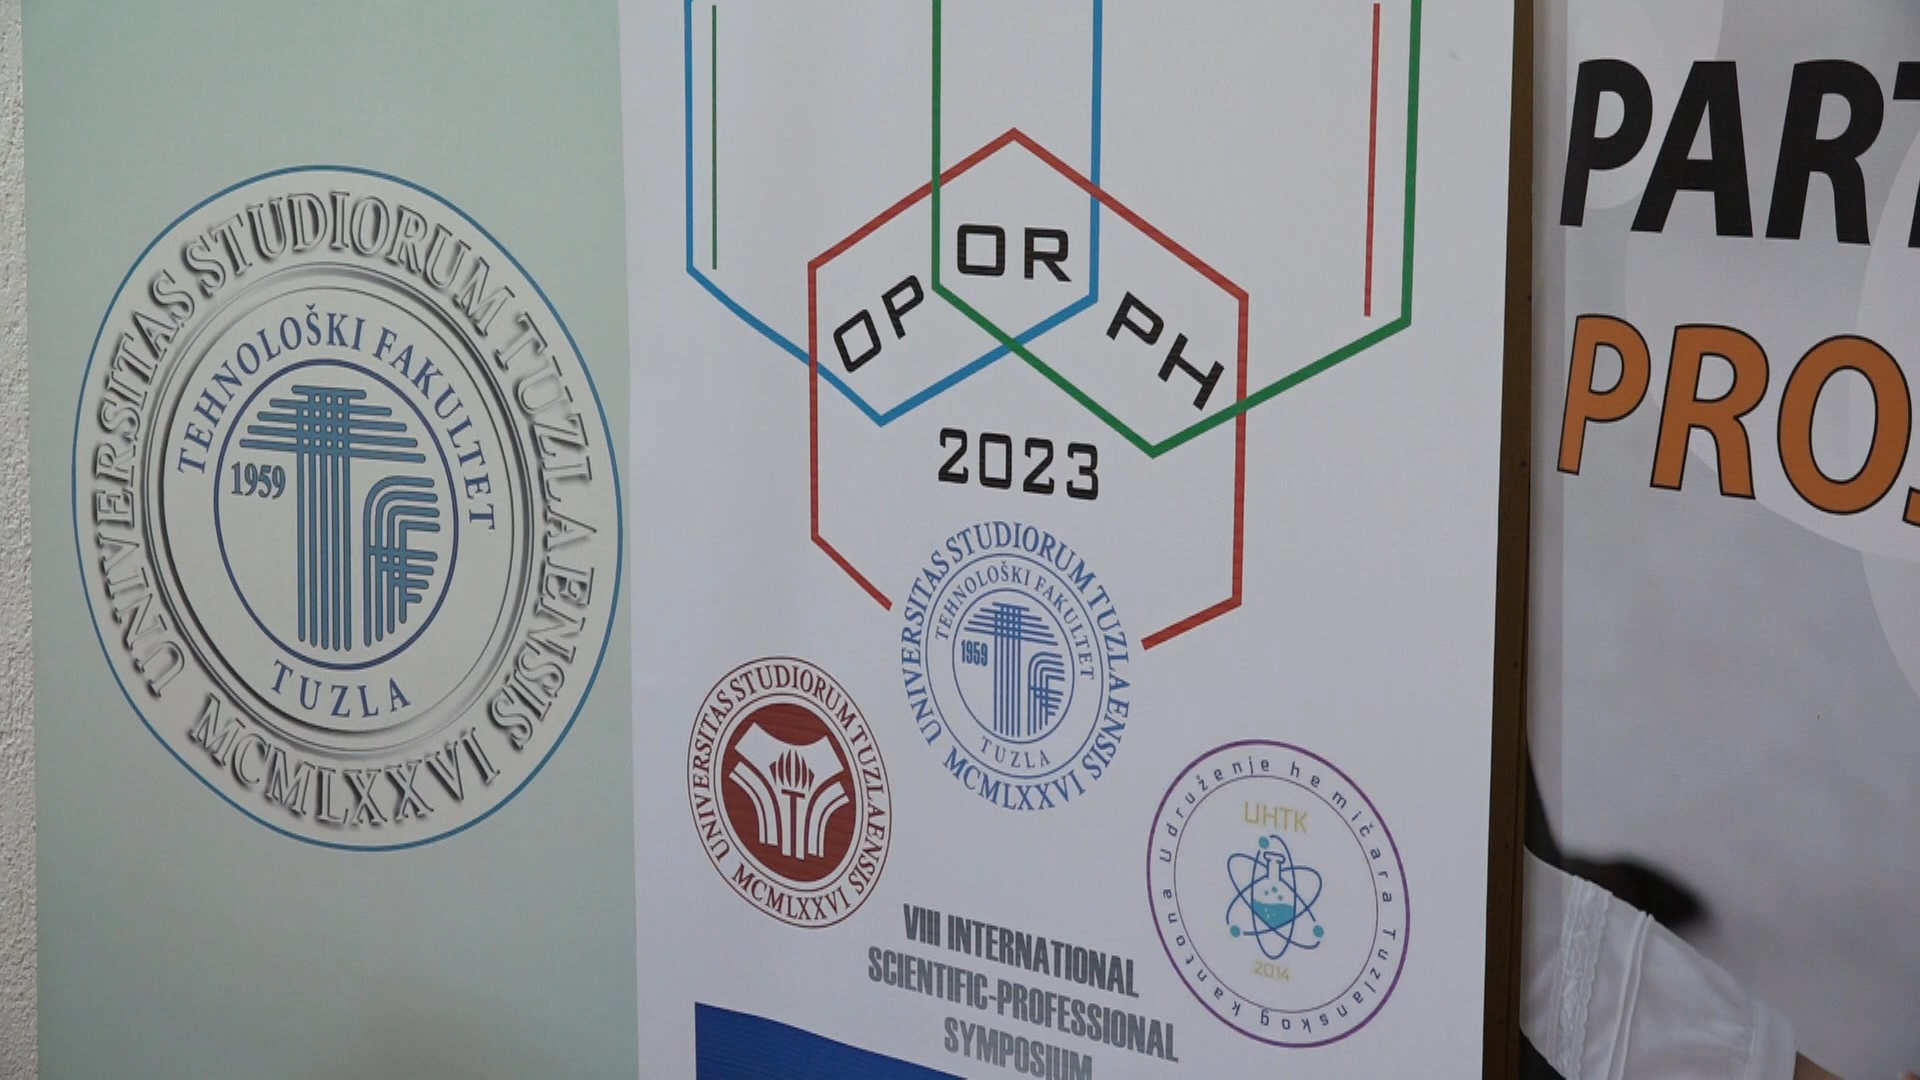 UNIVERSITAS STUDIORUM TUZLAENSIS
MCMLXXVI
TEHNOLOŠKI FAKULTET
1959
TUZLA
OP OR PH
2023
UNIVERSITAS STUDIORUM TUZLAENSIS
MCMLXXVI
TEHNOLOŠKI FAKULTET
1959
TUZLA
UNIVERSITAS STUDIORUM TUZLAENSIS
MCMLXXVI
Udruženje hemičara Tuzlanskog kantona
UHTK
2014
VIII INTERNATIONAL
SCIENTIFIC-PROFESSIONAL
SYMPOSIUM
PART
PROJ